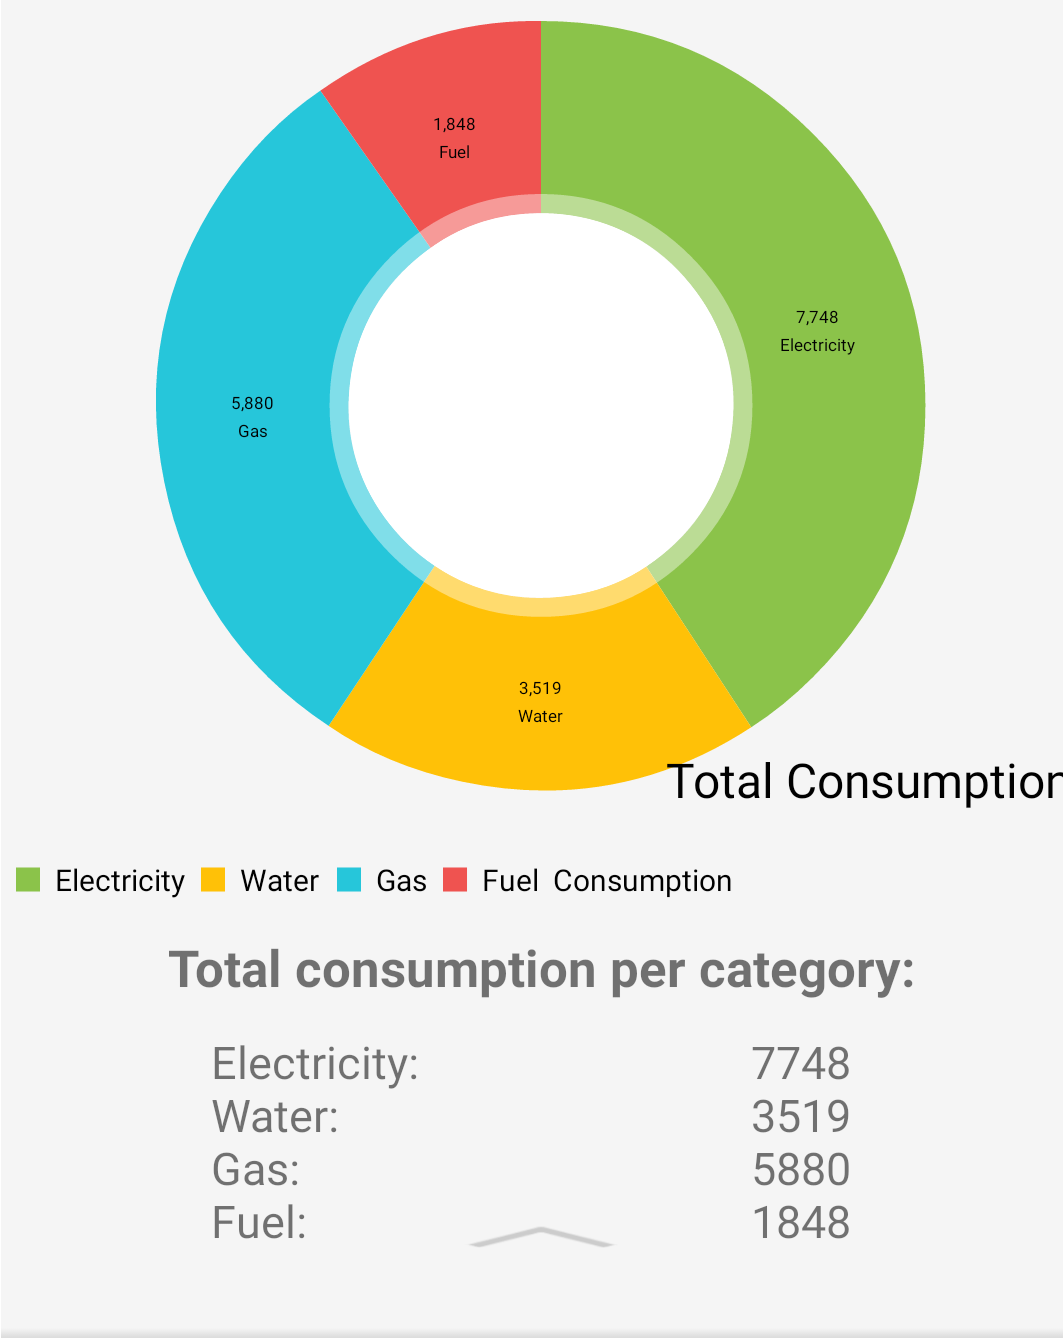 1,848
Fuel
7,748
Electricity
5,880
Gas
3,519
Water
Total Consumption
Electricity Water Gas Fuel Consumption
Total consumption per category:
Electricity: 7748
Water: 3519
Gas: 5880
Fuel: 1848